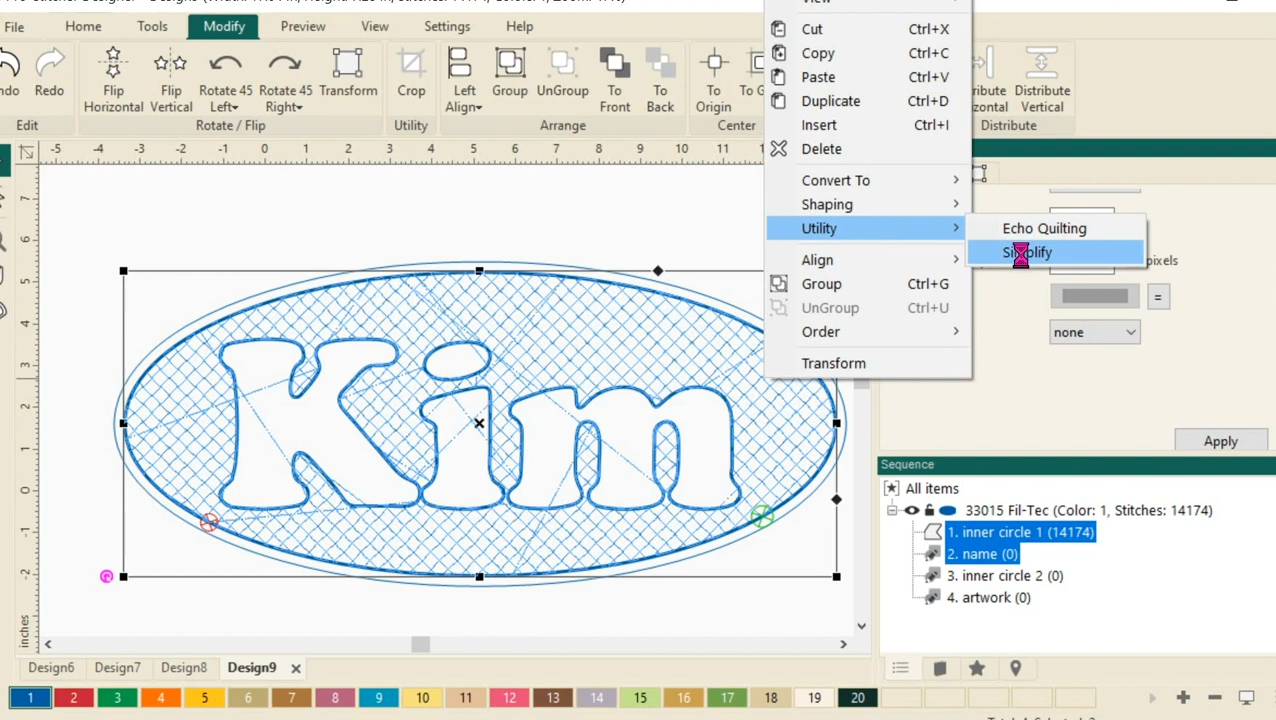 File Home Tools Modify Preview View Settings Help
Redo
Flip Horizontal
Flip Vertical
Rotate 45 Left
Rotate 45 Right
Transform
Crop
Left Align
Group
UnGroup
To Front
To Back
To Origin
Distribute Vertical
Edit Rotate / Flip Utility Arrange Center Distribute
Cut Ctrl+X
Copy Ctrl+C
Paste Ctrl+V
Duplicate Ctrl+D
Insert Ctrl+I
Delete
Convert To
Shaping
Utility
Echo Quilting
Simplify
Align
Group Ctrl+G
UnGroup Ctrl+U
Order
Transform
-5 -4 -3 -2 -1 0 1 2 3 4 5 6 7 8 9 10 11
7
6
5
4
3
2
1
0
-1
-2
inches
Kim
pixels
=
none
Apply
Sequence
All items
33015 Fil-Tec (Color: 1, Stitches: 14174)
1. inner circle 1 (14174)
2. name (0)
3. inner circle 2 (0)
4. artwork (0)
Design6 Design7 Design8 Design9
1 2 3 4 5 6 7 8 9 10 11 12 13 14 15 16 17 18 19 20